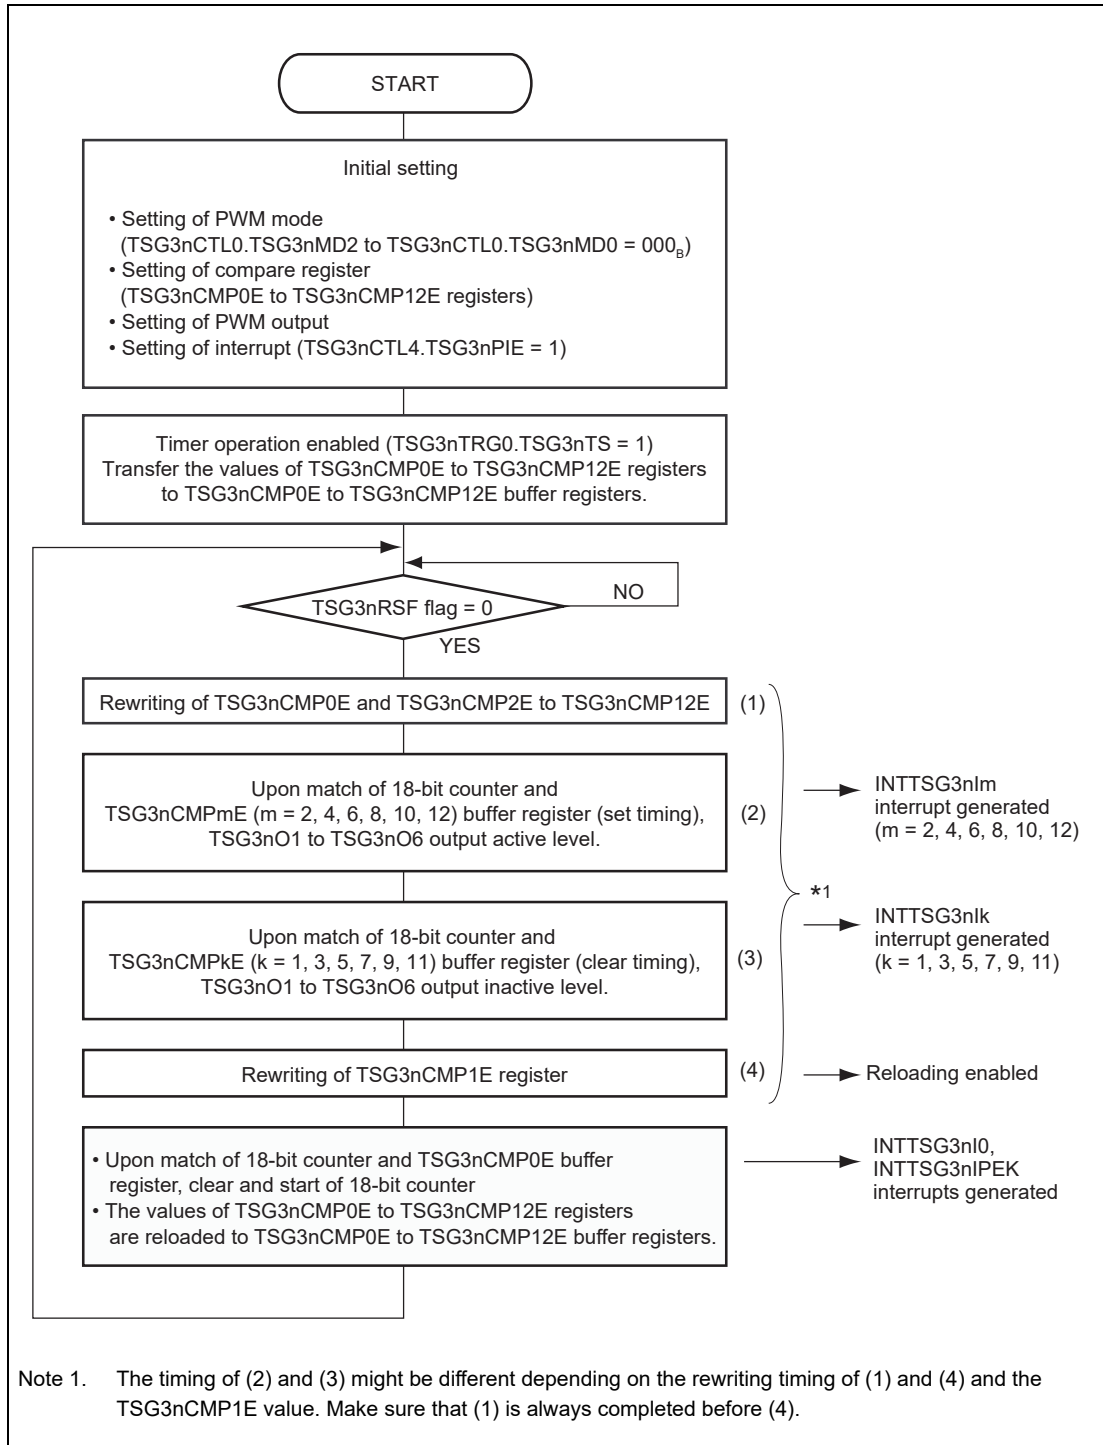 START
Initial setting
• Setting of PWM mode
(TSG3nCTL0.TSG3nMD2 to TSG3nCTL0.TSG3nMD0 = 000B)
• Setting of compare register
(TSG3nCMP0E to TSG3nCMP12E registers)
• Setting of PWM output
• Setting of interrupt (TSG3nCTL4.TSG3nPIE = 1)
Timer operation enabled (TSG3nTRG0.TSG3nTS = 1)
Transfer the values of TSG3nCMP0E to TSG3nCMP12E registers
to TSG3nCMP0E to TSG3nCMP12E buffer registers.
TSG3nRSF flag = 0
NO
YES
Rewriting of TSG3nCMP0E and TSG3nCMP2E to TSG3nCMP12E
(1)
Upon match of 18-bit counter and
TSG3nCMPmE (m = 2, 4, 6, 8, 10, 12) buffer register (set timing),
TSG3nO1 to TSG3nO6 output active level.
(2)
INTTSG3nIm
interrupt generated
(m = 2, 4, 6, 8, 10, 12)
*1
Upon match of 18-bit counter and
TSG3nCMPkE (k = 1, 3, 5, 7, 9, 11) buffer register (clear timing),
TSG3nO1 to TSG3nO6 output inactive level.
(3)
INTTSG3nIk
interrupt generated
(k = 1, 3, 5, 7, 9, 11)
Rewriting of TSG3nCMP1E register
(4)
Reloading enabled
• Upon match of 18-bit counter and TSG3nCMP0E buffer
register, clear and start of 18-bit counter
• The values of TSG3nCMP0E to TSG3nCMP12E registers
are reloaded to TSG3nCMP0E to TSG3nCMP12E buffer registers.
INTTSG3nI0,
INTTSG3nIPEK
interrupts generated
Note 1. The timing of (2) and (3) might be different depending on the rewriting timing of (1) and (4) and the
TSG3nCMP1E value. Make sure that (1) is always completed before (4).